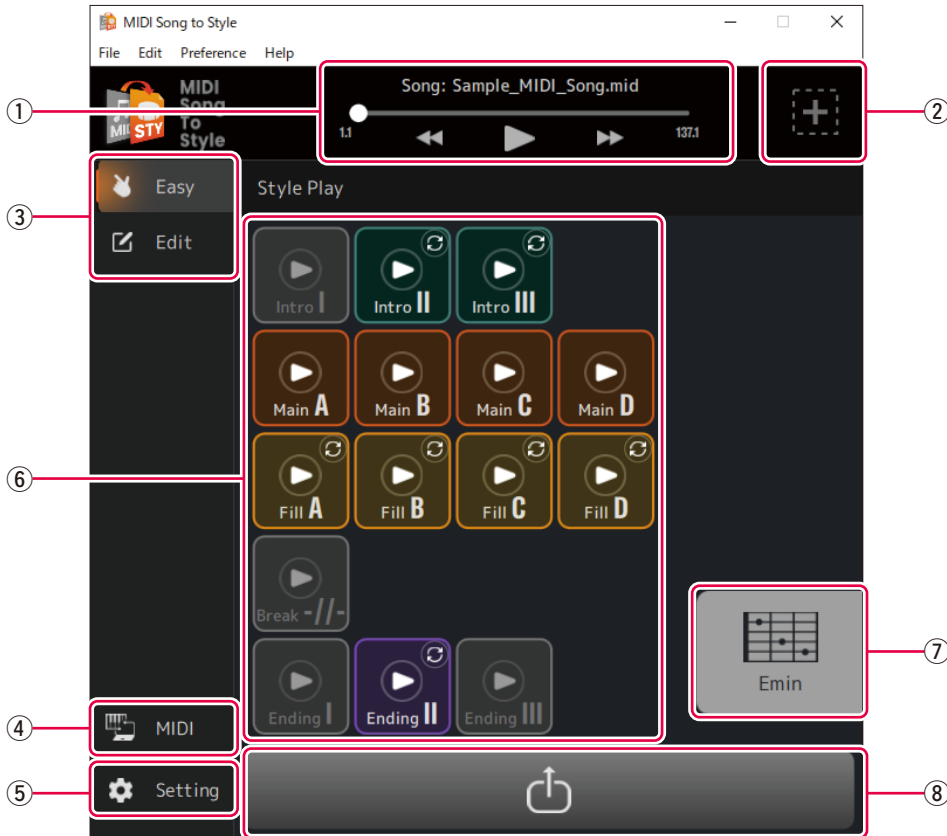 MIDI Song to Style
File Edit Preference Help
MIDI
Song
To
Style
MI STY
Song: Sample_MIDI_Song.mid
1.1
137.1
①
②
Easy
Style Play
③
Edit
Intro I
Intro II
Intro III
Main A
Main B
Main C
Main D
⑥
Fill A
Fill B
Fill C
Fill D
Break -//-
⑦
Emin
Ending I
Ending II
Ending III
④
MIDI
⑤
Setting
⑧